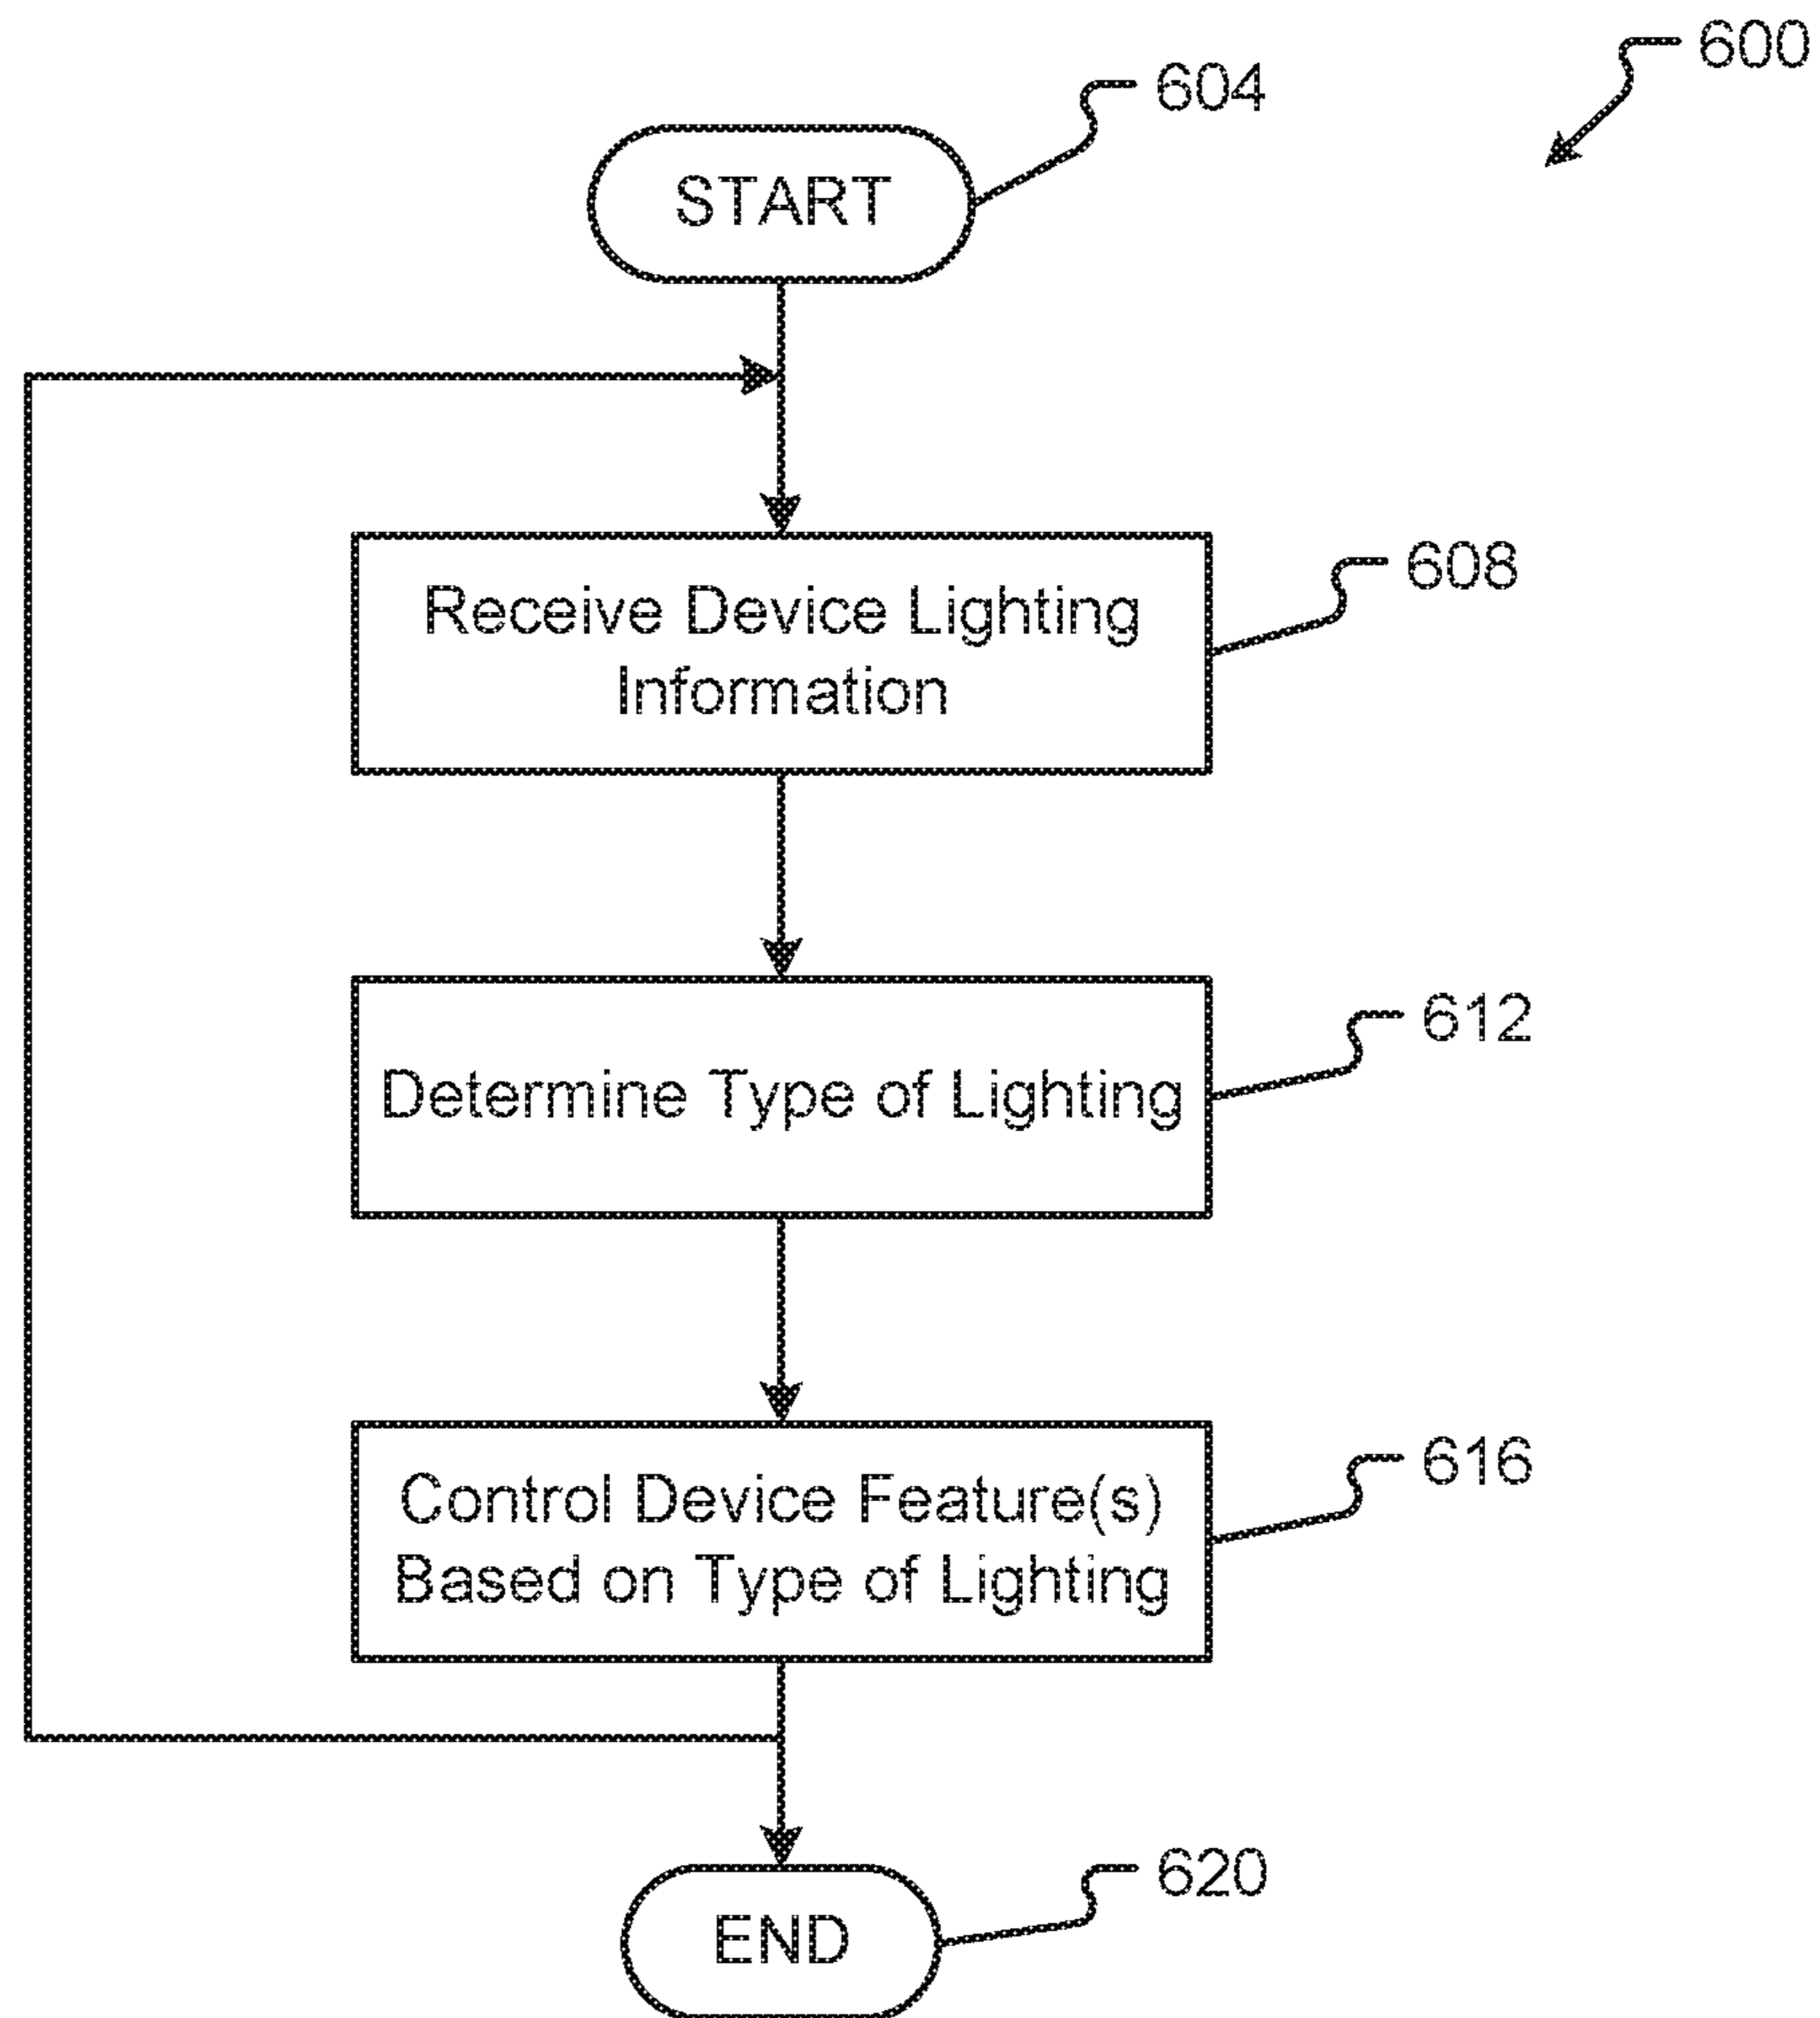 600
604
START
Receive Device Lighting
Information
608
Determine Type of Lighting
612
Control Device Feature(s)
Based on Type of Lighting
616
END
620